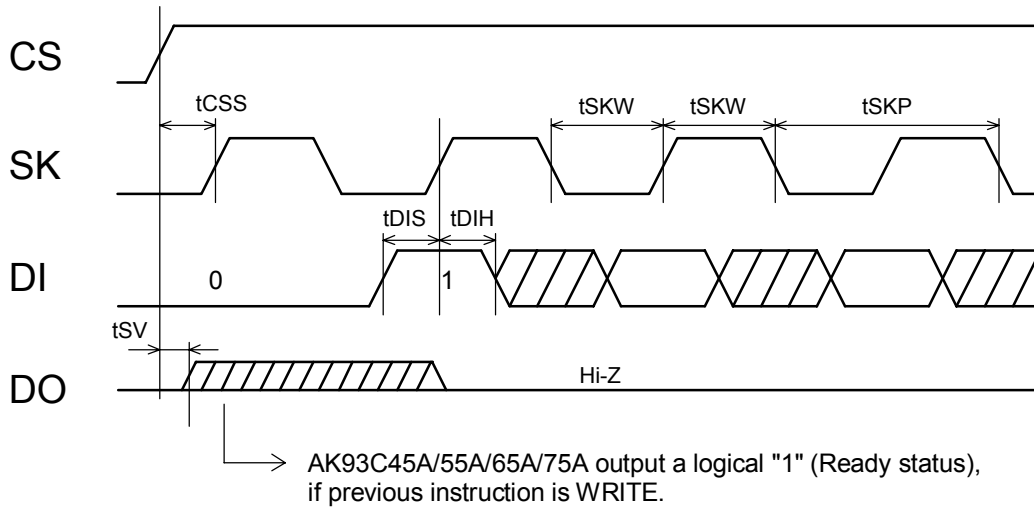 CS
tCSS
tSKW
tSKW
tSKP
SK
tDIS
tDIH
DI
0
1
tSV
DO
Hi-Z
AK93C45A/55A/65A/75A output a logical "1" (Ready status),
if previous instruction is WRITE.